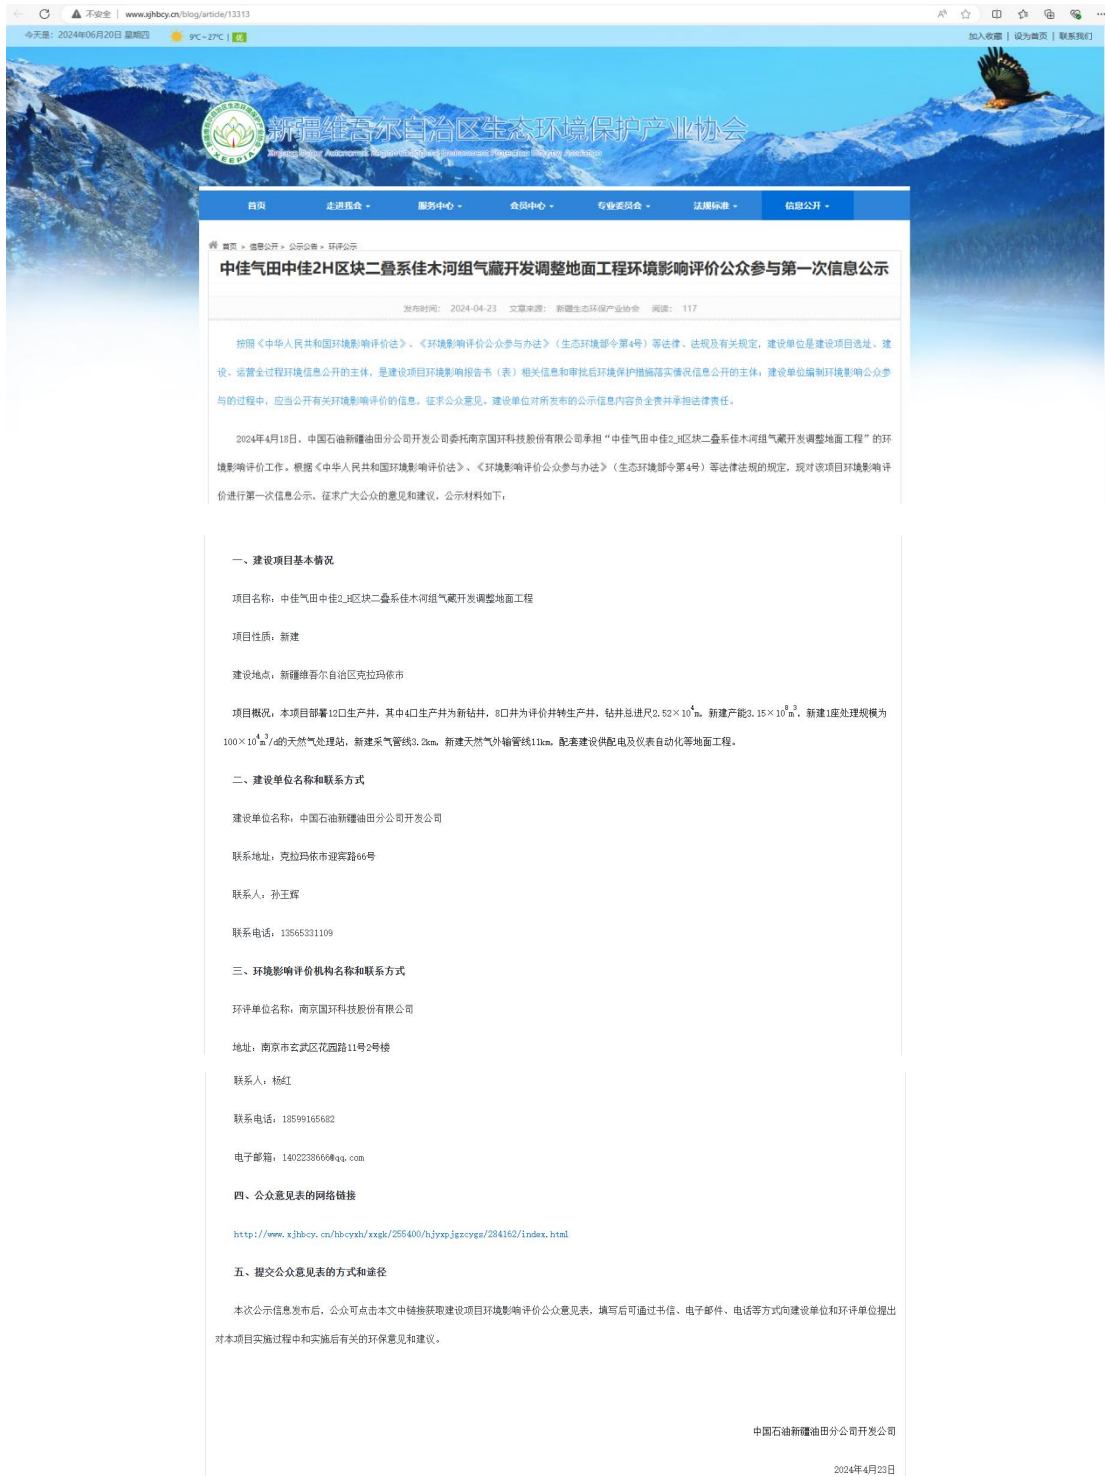 不安全 | www.xjhbcy.cn/blog/article/13313
今天是：2024年06月20日 星期四 9℃~27℃ | 优 加入收藏 | 设为首页 | 联系我们
新疆维吾尔自治区生态环境保护产业协会
XEEPIA
首页 走进我会 服务中心 会员中心 专业委员会 法规标准 信息公开
首页 > 信息公开 > 公示公告 > 环评公示
中佳气田中佳2H区块二叠系佳木河组气藏开发调整地面工程环境影响评价公众参与第一次信息公示
发布时间： 2024-04-23 文章来源： 新疆生态环保产业协会 阅读： 117
按照《中华人民共和国环境影响评价法》、《环境影响评价公众参与办法》（生态环境部令第4号）等法律、法规及有关规定，建设单位是建设项目选址、建
设、运营全过程环境信息公开的主体，是建设项目环境影响报告书（表）相关信息和审批后环境保护措施落实情况信息公开的主体；建设单位编制环境影响公众参
与的过程中，应当公开有关环境影响评价的信息，征求公众意见。建设单位对所发布的公示信息内容负全责并承担法律责任。
2024年4月18日，中国石油新疆油田分公司开发公司委托南京国环科技股份有限公司承担“中佳气田中佳2_H区块二叠系佳木河组气藏开发调整地面工程”的环
境影响评价工作。根据《中华人民共和国环境影响评价法》、《环境影响评价公众参与办法》（生态环境部令第4号）等法律法规的规定，现对该项目环境影响评
价进行第一次信息公示，征求广大公众的意见和建议，公示材料如下：
一、建设项目基本情况
项目名称：中佳气田中佳2_H区块二叠系佳木河组气藏开发调整地面工程
项目性质：新建
建设地点：新疆维吾尔自治区克拉玛依市
项目概况：本项目部署12口生产井，其中4口生产井为新钻井，8口井为评价井转生产井，钻井总进尺2.52×10⁴m。新建产能3.15×10⁸m³，新建1座处理规模为
100×10⁴m³/d的天然气处理站，新建采气管线3.2km，新建天然气外输管线11km，配套建设供配电及仪表自动化等地面工程。
二、建设单位名称和联系方式
建设单位名称：中国石油新疆油田分公司开发公司
联系地址：克拉玛依市迎宾路66号
联系人：孙王辉
联系电话：13565331109
三、环境影响评价机构名称和联系方式
环评单位名称：南京国环科技股份有限公司
地址：南京市玄武区花园路11号2号楼
联系人：杨红
联系电话：18599165682
电子邮箱：1402238666@qq.com
四、公众意见表的网络链接
http://www.xjhbcy.cn/hbcyxh/xxgk/255400/hjyxpjgzcygs/284162/index.html
五、提交公众意见表的方式和途径
本次公示信息发布后，公众可点击本文中链接获取建设项目环境影响评价公众意见表，填写后可通过书信、电子邮件、电话等方式向建设单位和环评单位提出
对本项目实施过程中和实施后有关的环保意见和建议。
中国石油新疆油田分公司开发公司
2024年4月23日